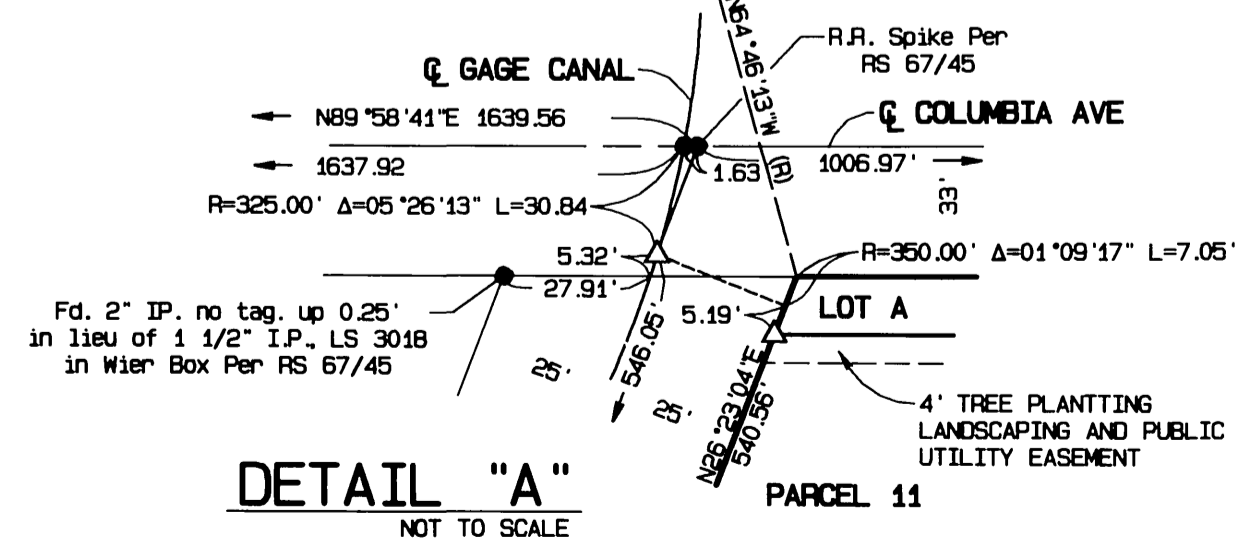 N64°46'13"W
(R)
R.R. Spike Per
RS 67/45
℄ GAGE CANAL
N89°58'41"E 1639.56
℄ COLUMBIA AVE
1637.92
1.63
1006.97'
33'
R=325.00' Δ=05°26'13" L=30.84
5.32'
R=350.00' Δ=01°09'17" L=7.05'
27.91'
Fd. 2" IP. no tag. up 0.25'
in lieu of 1 1/2" I.P., LS 3018
in Wier Box Per RS 67/45
5.19'
LOT A
546.05'
25'
25'
N26°23'04"E
540.56'
4' TREE PLANTTING
LANDSCAPING AND PUBLIC
UTILITY EASEMENT
DETAIL "A"
NOT TO SCALE
PARCEL 11